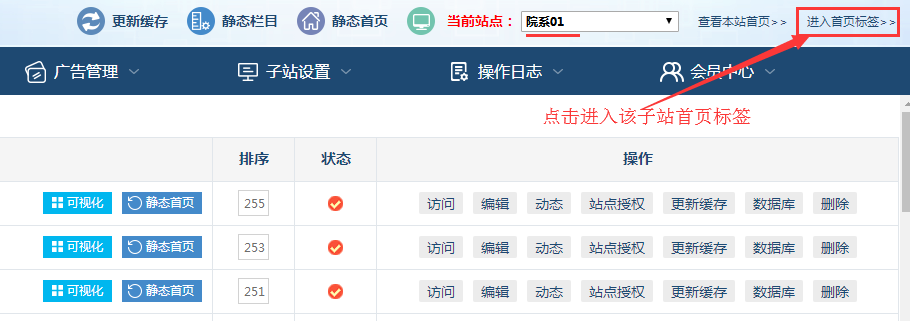 更新缓存 静态栏目 静态首页 当前站点： 院系01 查看本站首页>> 进入首页标签>>
广告管理 子站设置 操作日志 会员中心
点击进入该子站首页标签
排序 状态 操作
可视化 静态首页 255 访问 编辑 动态 站点授权 更新缓存 数据库 删除
可视化 静态首页 253 访问 编辑 动态 站点授权 更新缓存 数据库 删除
可视化 静态首页 251 访问 编辑 动态 站点授权 更新缓存 数据库 删除